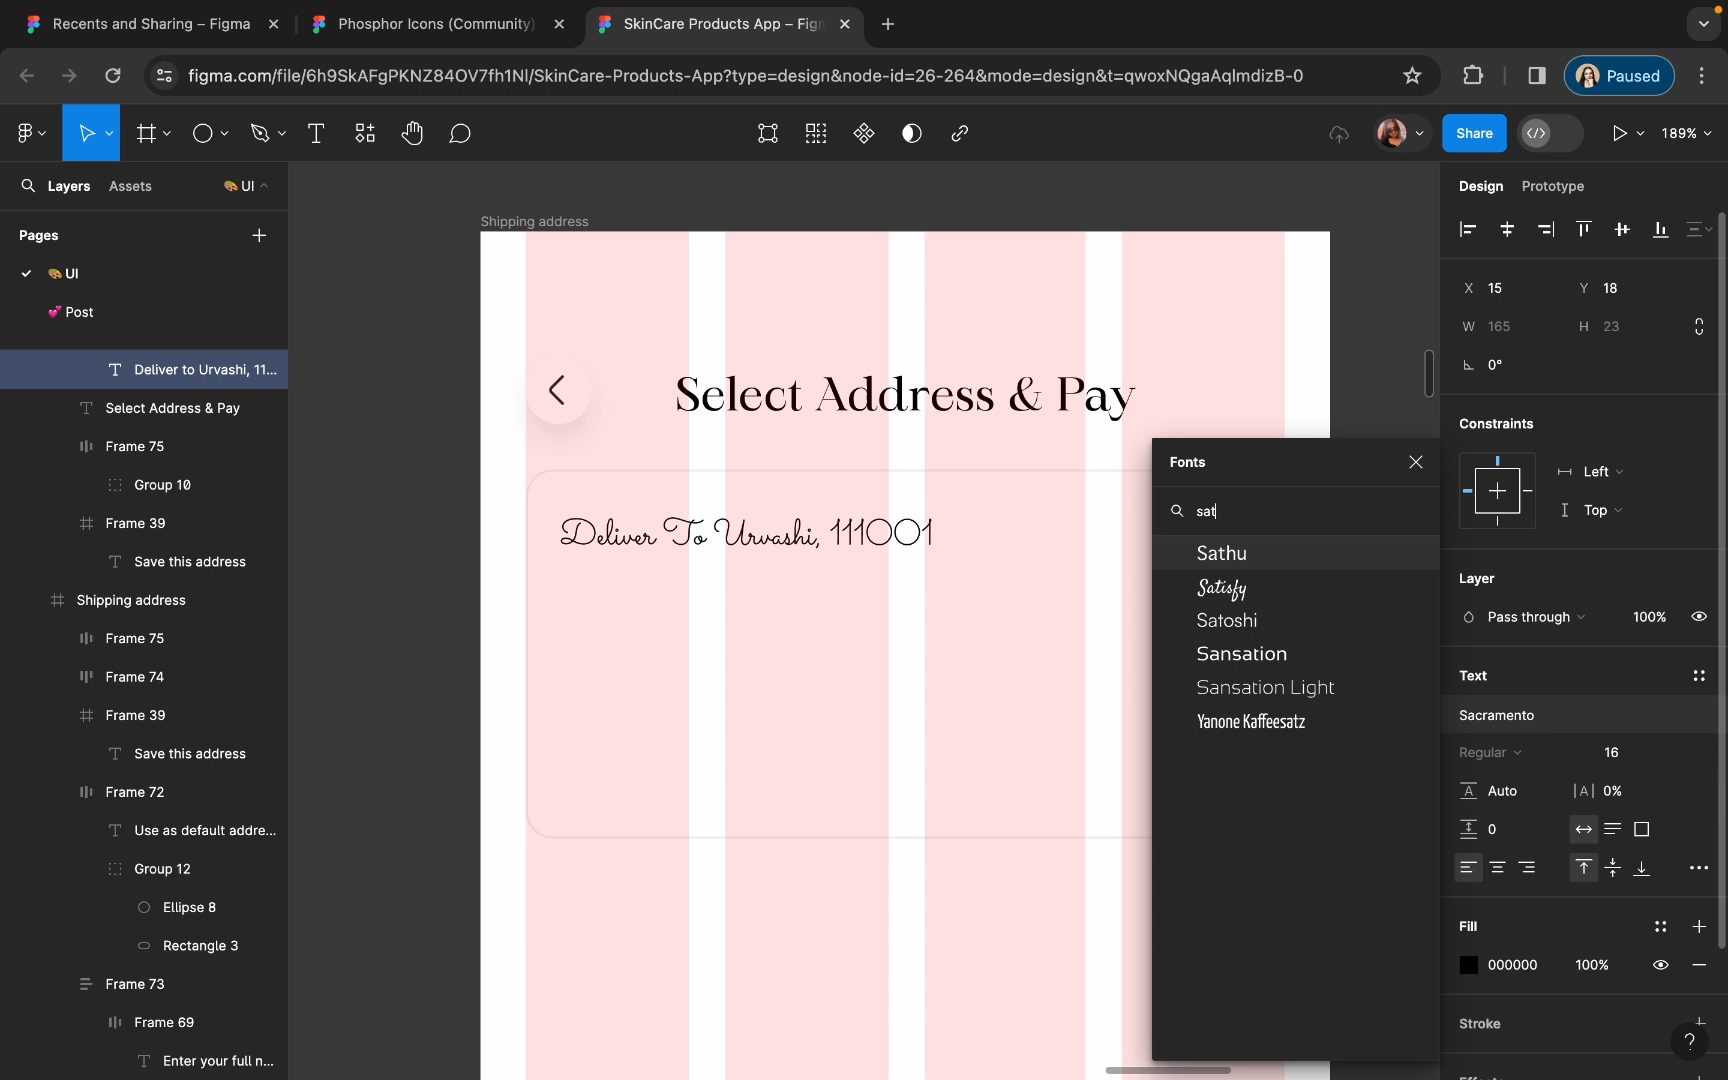 Recents and Sharing – Figma
Phosphor Icons (Community)
SkinCare Products App – Fig
figma.com/file/6h9SkAFgPKNZ84OV7fh1NI/SkinCare-Products-App?type=design&node-id=26-264&mode=design&t=qwoxNQgaAqlmdizB-0
Paused
Share
189%
Layers
Assets
UI
Pages
UI
Post
Deliver to Urvashi, 11...
Select Address & Pay
Frame 75
Group 10
Frame 39
Save this address
Shipping address
Frame 75
Frame 74
Frame 39
Save this address
Frame 72
Use as default addre...
Group 12
Ellipse 8
Rectangle 3
Frame 73
Frame 69
Enter your full n...
Shipping address
Select Address & Pay
Deliver To Urvashi, 111001
Fonts
sat
Sathu
Satisfy
Satoshi
Sansation
Sansation Light
Yanone Kaffeesatz
Design
Prototype
X 15
Y 18
W 165
H 23
0°
Constraints
Left
Top
Layer
Pass through
100%
Text
Sacramento
Regular
16
A Auto
|A| 0%
0
Fill
000000
100%
Stroke
?